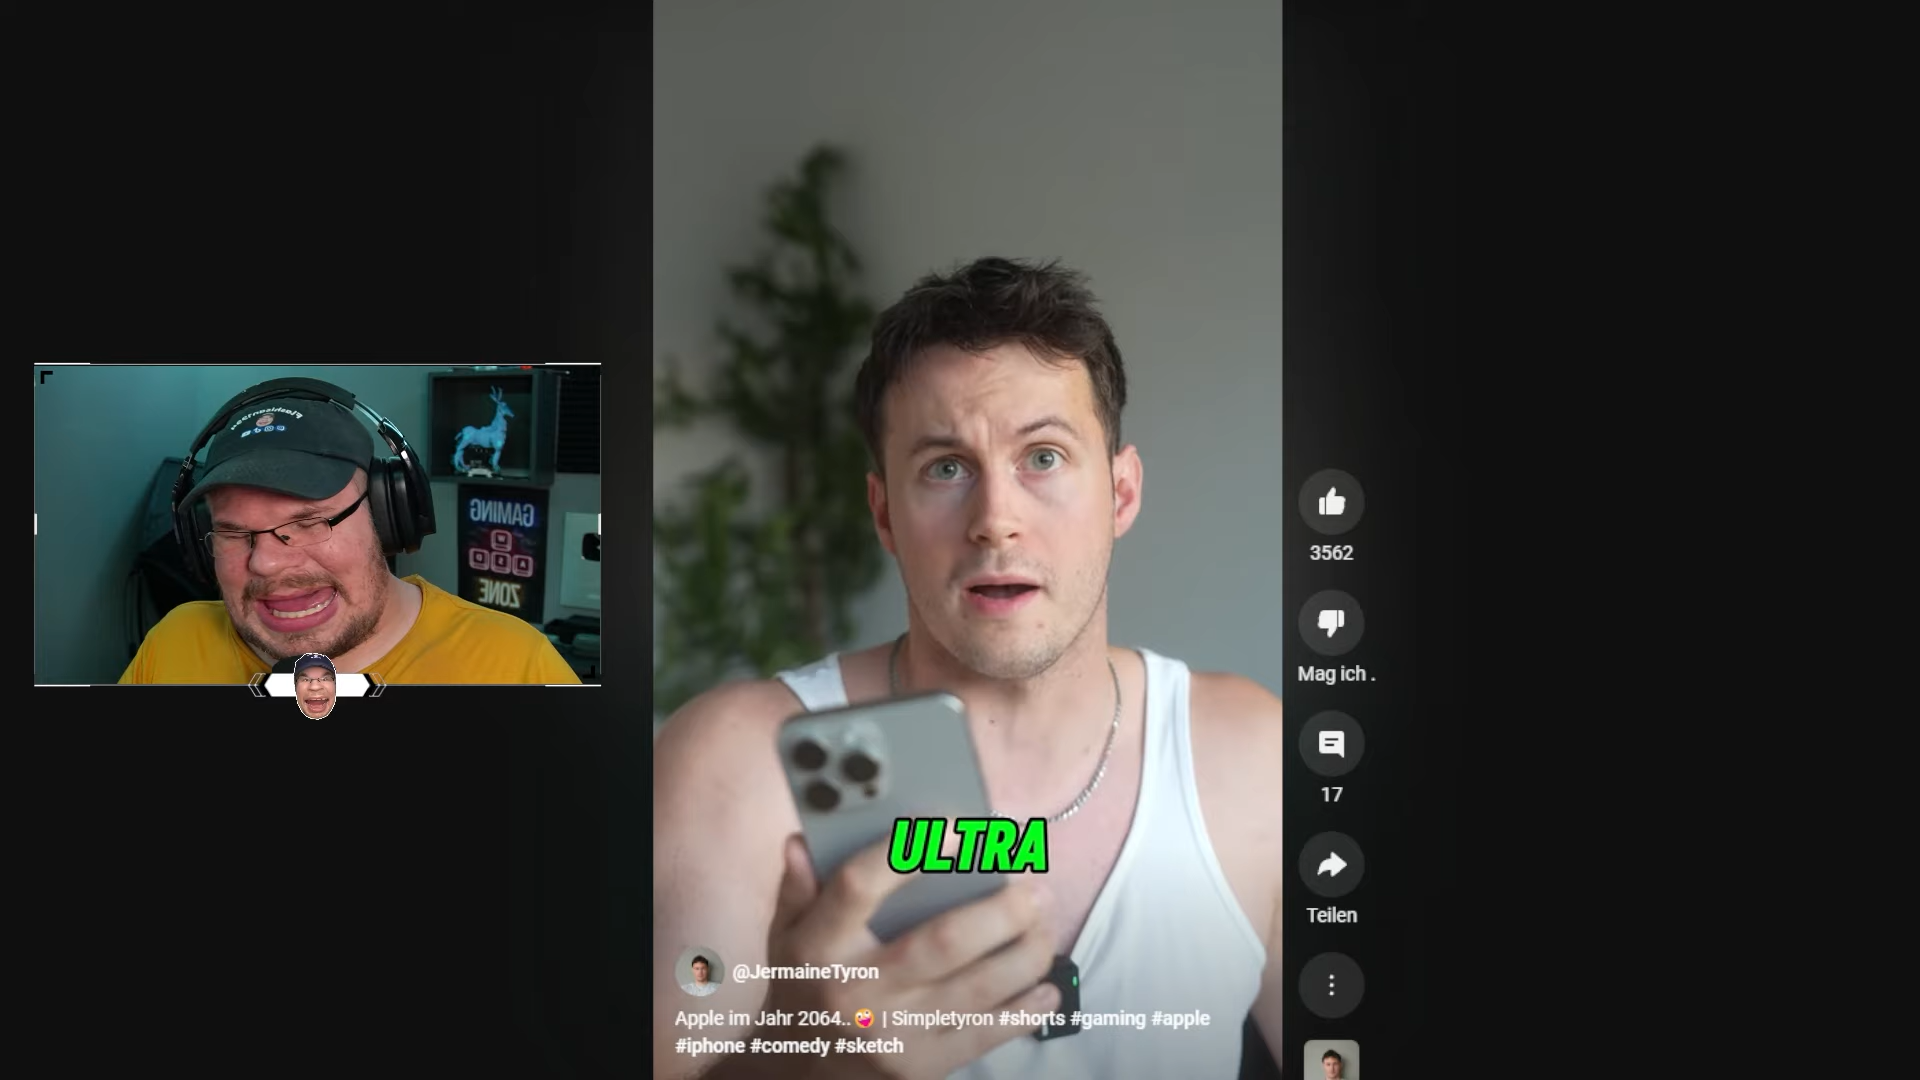 GAMING
W
A S D
ZONE
ULTRA
@JermaineTyron
Apple im Jahr 2064..🤪 | Simpletyron #shorts #gaming #apple
#iphone #comedy #sketch
3562
Mag ich .
17
Teilen